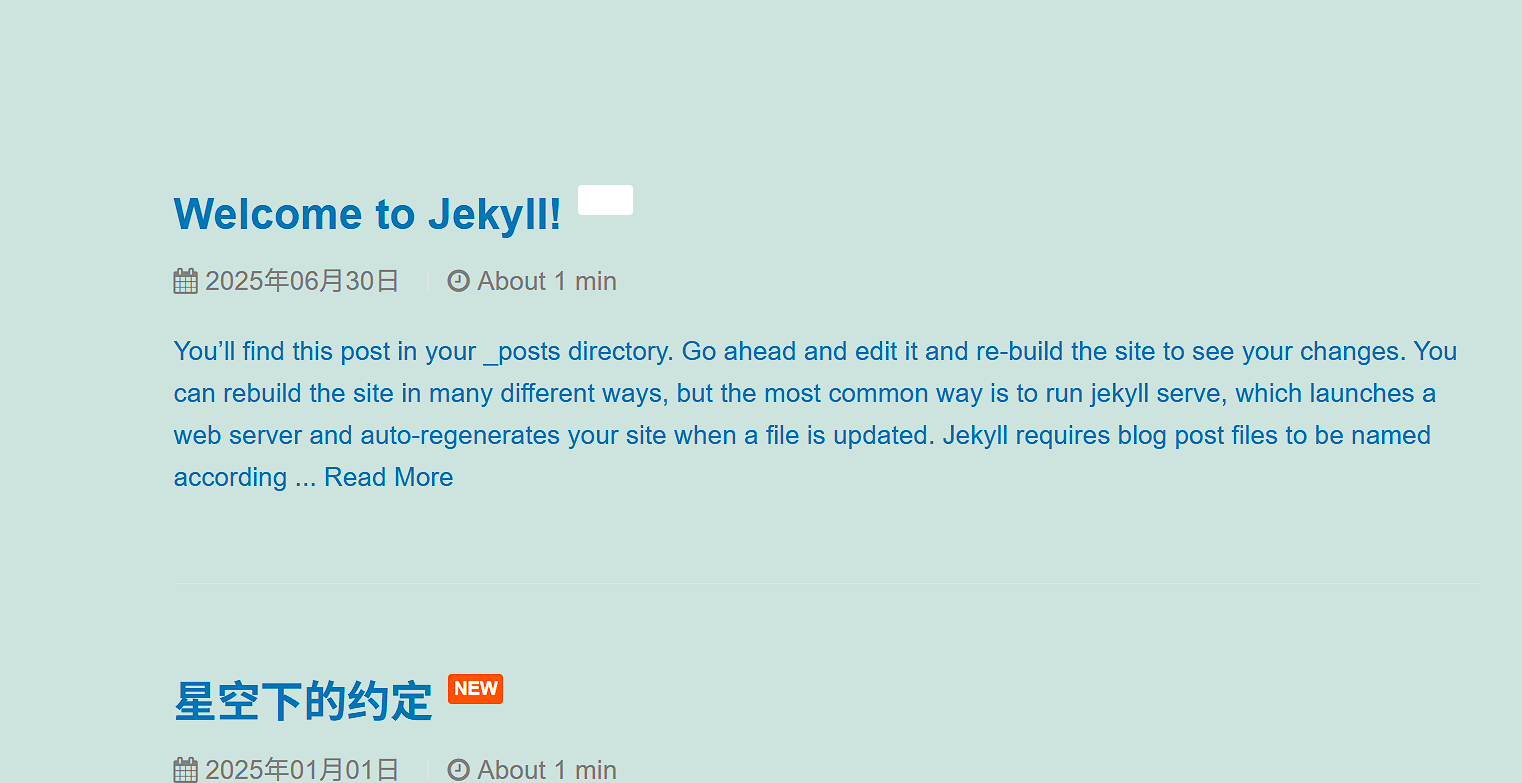 Welcome to Jekyll!
2025年06月30日 About 1 min
You’ll find this post in your _posts directory. Go ahead and edit it and re-build the site to see your changes. You
can rebuild the site in many different ways, but the most common way is to run jekyll serve, which launches a
web server and auto-regenerates your site when a file is updated. Jekyll requires blog post files to be named
according ... Read More
星空下的约定 NEW
2025年01月01日 About 1 min